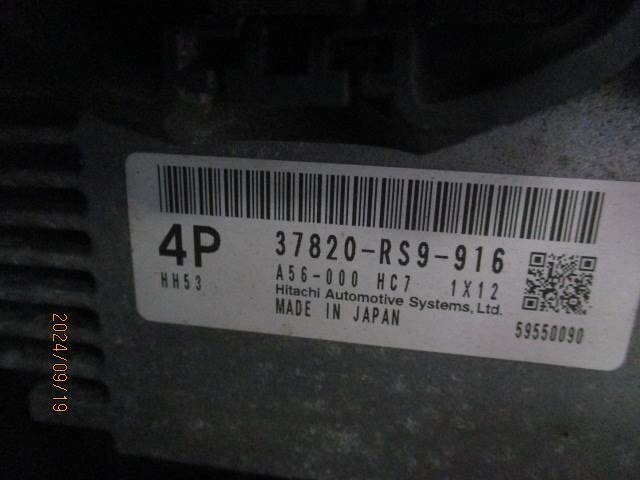 4P 37820-RS9-916
HH53 A56-000 HC7 1X12
Hitachi Automotive Systems, Ltd.
MADE IN JAPAN 59550090
2024/09/19